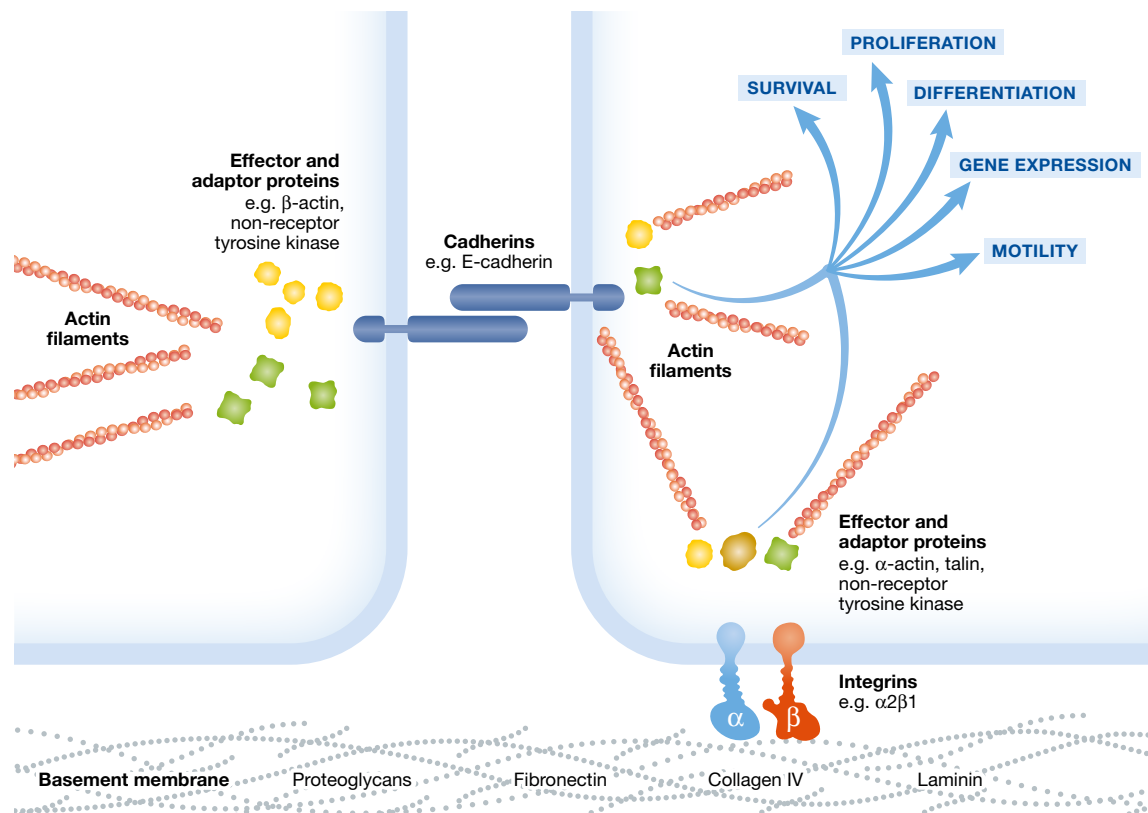 PROLIFERATION
SURVIVAL
DIFFERENTIATION
GENE EXPRESSION
MOTILITY
Effector and
adaptor proteins
e.g. β-actin,
non-receptor
tyrosine kinase
Cadherins
e.g. E-cadherin
Actin
filaments
Actin
filaments
Effector and
adaptor proteins
e.g. α-actin, talin,
non-receptor
tyrosine kinase
Integrins
e.g. α2β1
α
β
Basement membrane
Proteoglycans
Fibronectin
Collagen IV
Laminin